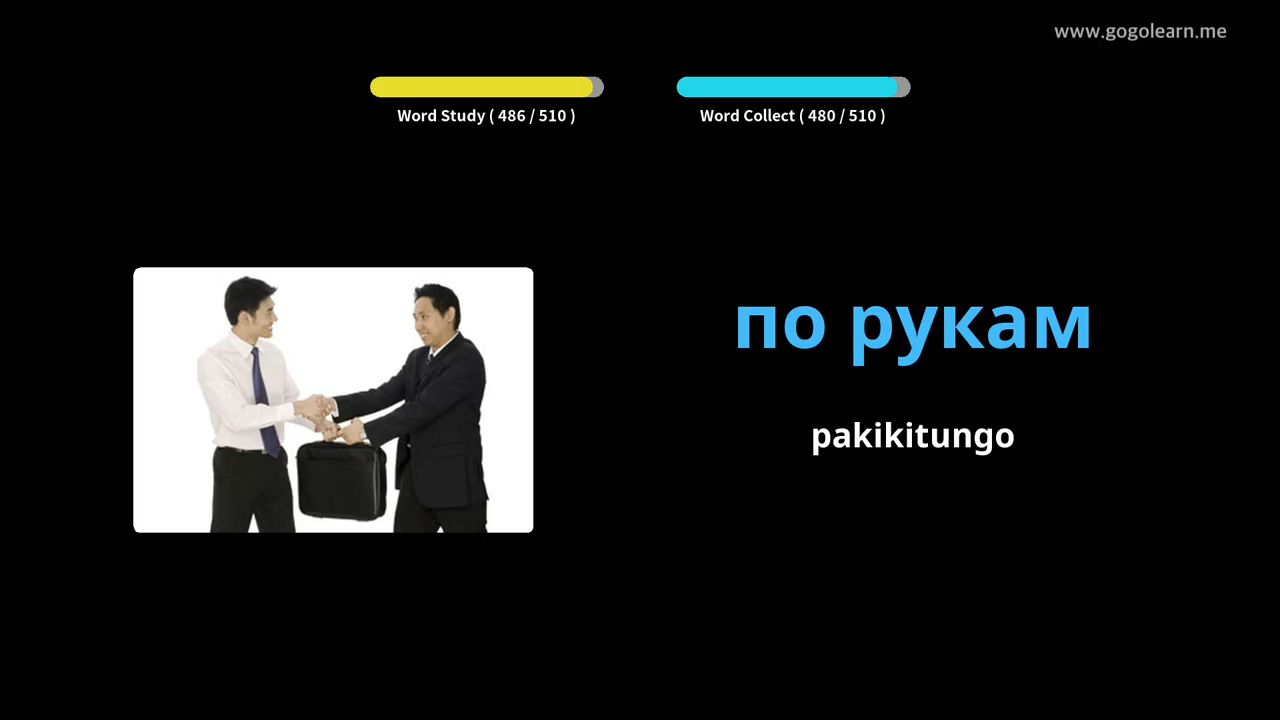 www.gogolearn.me
Word Study ( 486 / 510 )
Word Collect ( 480 / 510 )
по рукам
pakikitungo